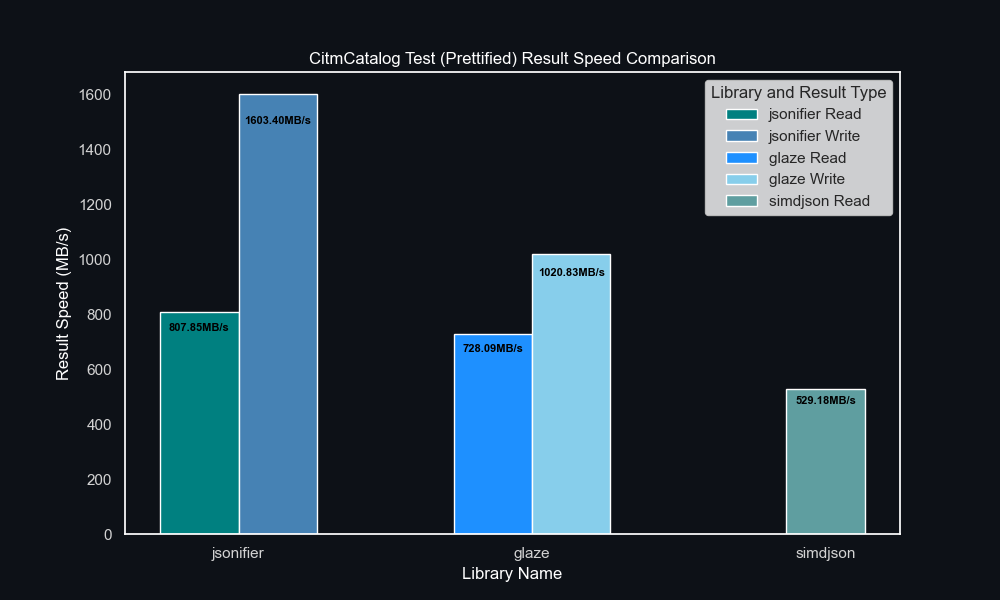 CitmCatalog Test (Prettified) Result Speed Comparison
Library and Result Type
jsonifier Read
jsonifier Write
glaze Read
glaze Write
simdjson Read
Result Speed (MB/s)
1600
1400
1200
1000
800
600
400
200
0
1603.40MB/s
807.85MB/s
1020.83MB/s
728.09MB/s
529.18MB/s
jsonifier
glaze
simdjson
Library Name